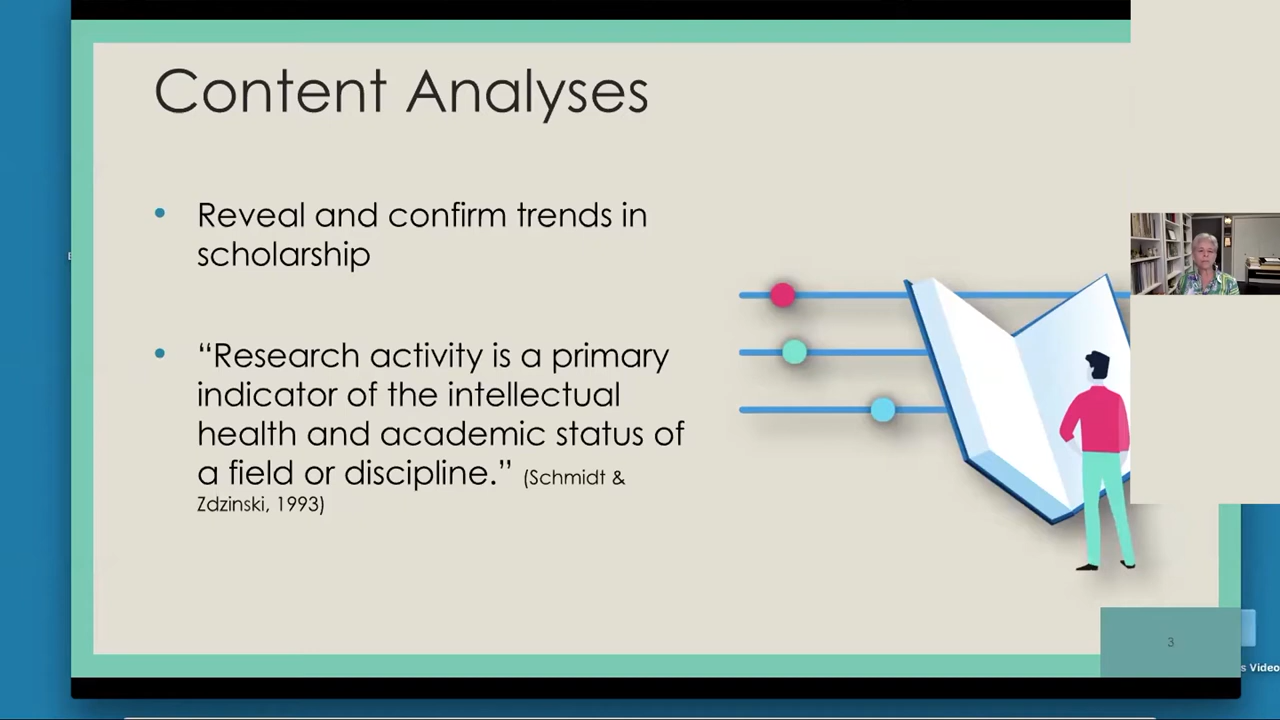 Content Analyses
• Reveal and confirm trends in
scholarship
• “Research activity is a primary
indicator of the intellectual
health and academic status of
a field or discipline.” (Schmidt &
Zdzinski, 1993)
3
s Video